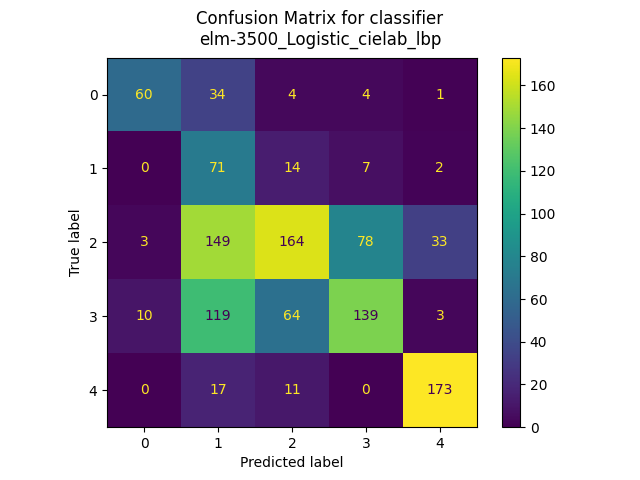 Confusion Matrix for classifier
elm-3500_Logistic_cielab_lbp
True label
0 60 34 4 4 1
1 0 71 14 7 2
2 3 149 164 78 33
3 10 119 64 139 3
4 0 17 11 0 173
0 1 2 3 4
Predicted label
160
140
120
100
80
60
40
20
0